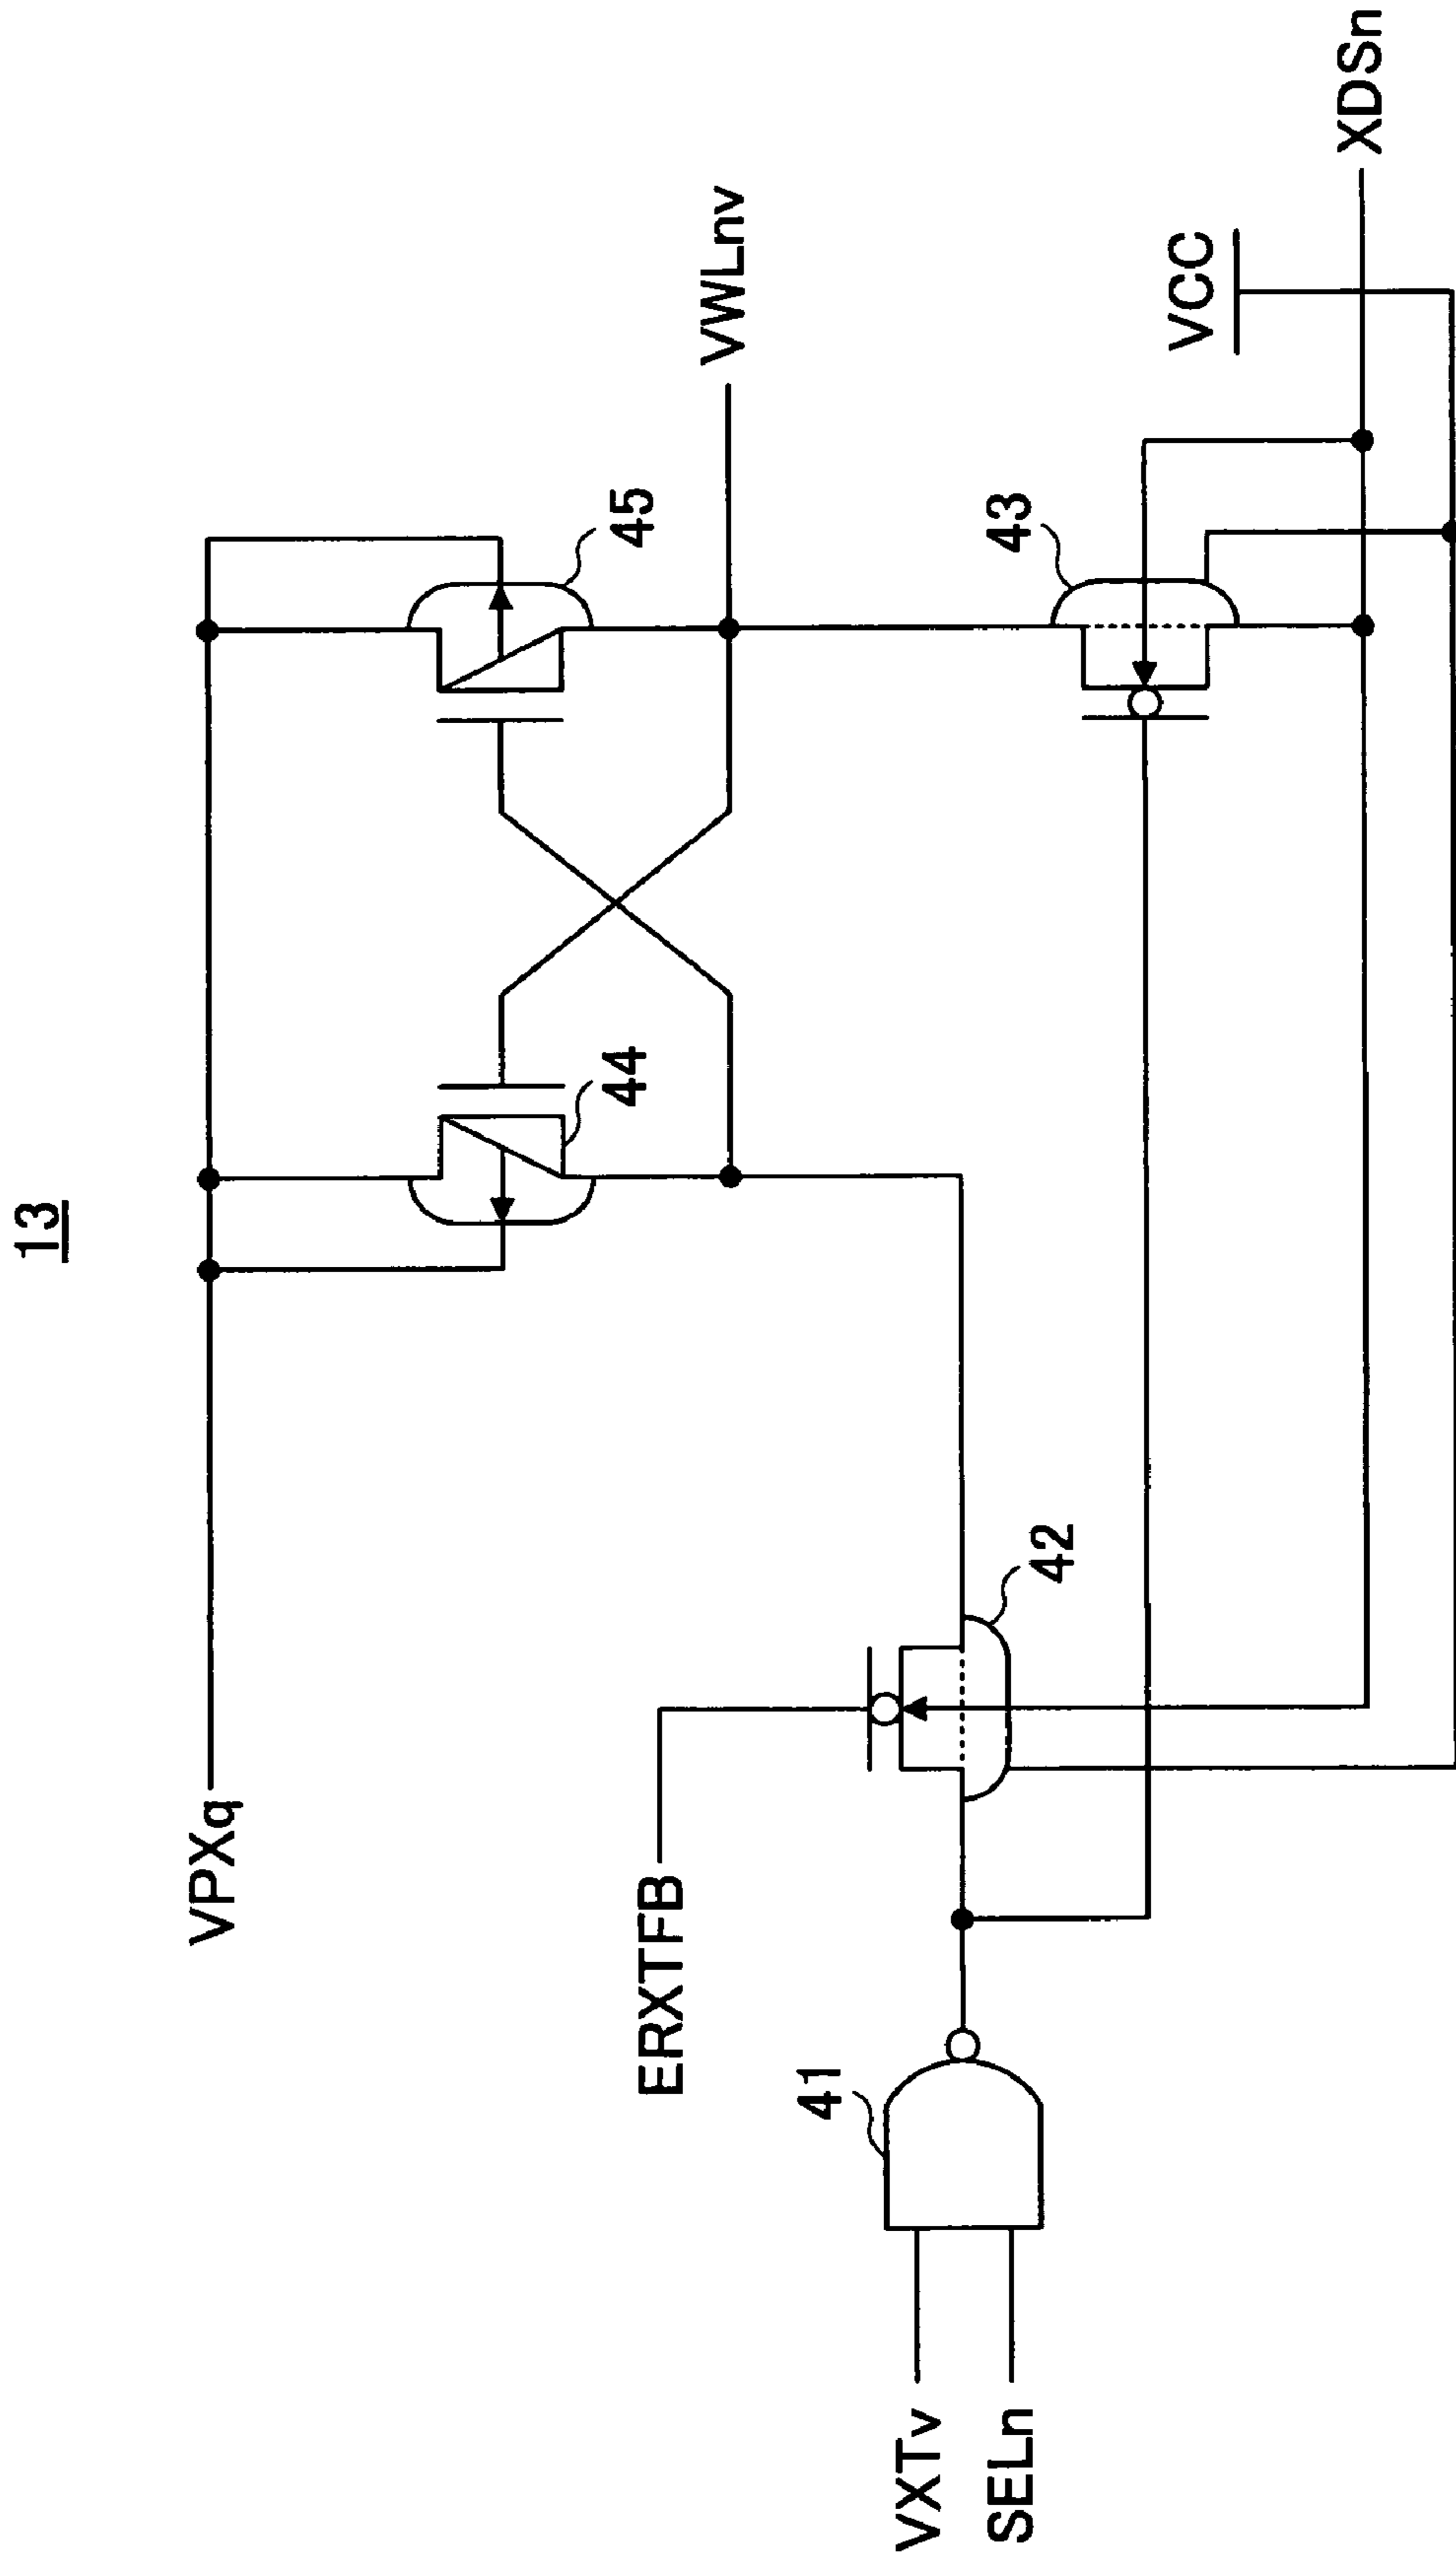 13
VPXq
44
45
VWLnv
ERXTFB
41
42
43
VCC
VXTv
SELn
XDSn